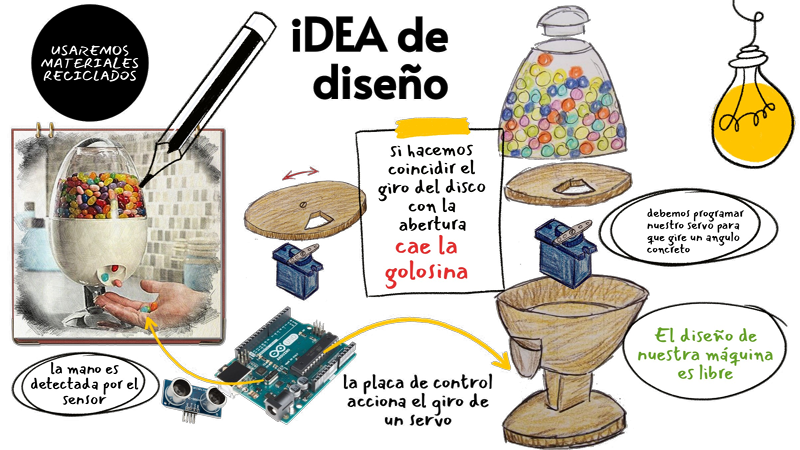 USAREMOS
MATERIALES
RECICLADOS
iDEA de
diseño
si hacemos
coincidir el
giro del disco
con la
abertura
cae la
golosina
debemos programar
nuestro servo para
que gire un angulo
concreto
El diseño de
nuestra máquina
es libre
la mano es
detectada por el
sensor
la placa de control
acciona el giro de
un servo